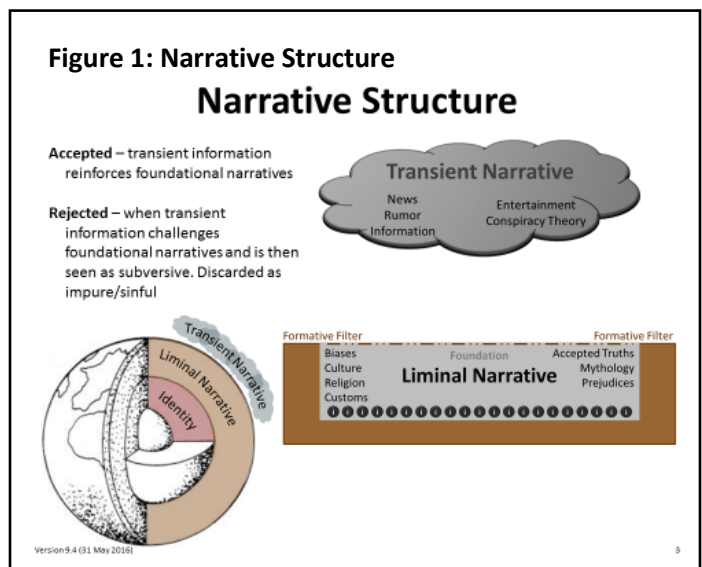 Figure 1: Narrative Structure
Narrative Structure
Accepted – transient information
reinforces foundational narratives
Rejected – when transient
information challenges
foundational narratives and is then
seen as subversive. Discarded as
impure/sinful
Transient Narrative
News
Rumor
Information
Entertainment
Conspiracy Theory
Transient Narrative
Liminal Narrative
Identity
Formative Filter
Formative Filter
Biases
Culture
Religion
Customs
Foundation
Liminal Narrative
Accepted Truths
Mythology
Prejudices
Version 9.4 (31 May 2016)